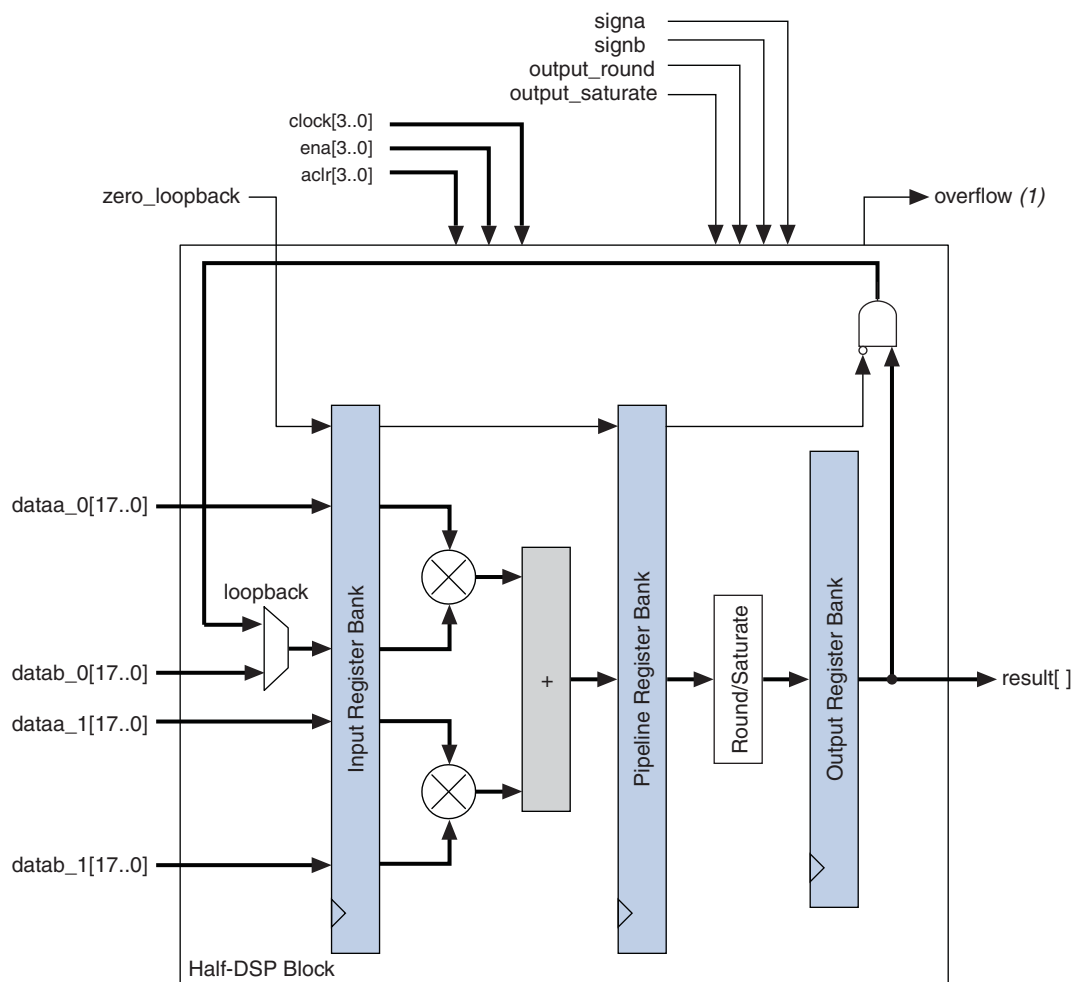 signa
signb
output_round
output_saturate
clock[3..0]
ena[3..0]
aclr[3..0]
zero_loopback
overflow (1)
dataa_0[17..0]
loopback
datab_0[17..0]
dataa_1[17..0]
datab_1[17..0]
Input Register Bank
+
Pipeline Register Bank
Round/Saturate
Output Register Bank
result[ ]
Half-DSP Block